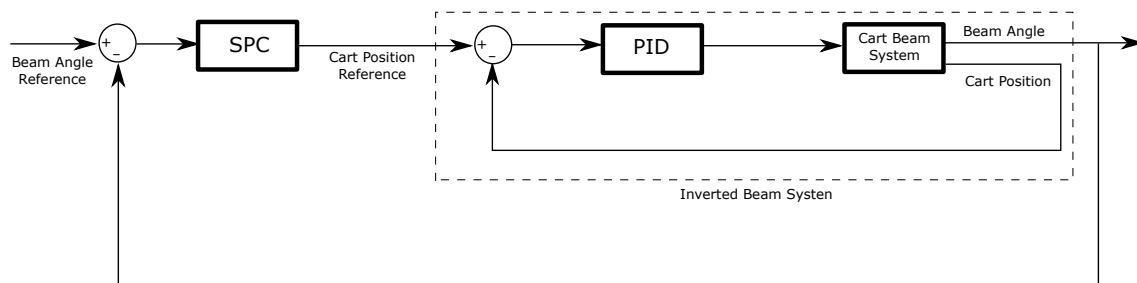 Beam Angle
Reference
+
-
SPC
Cart Position
Reference
+
-
PID
Cart Beam
System
Beam Angle
Cart Position
Inverted Beam Systen